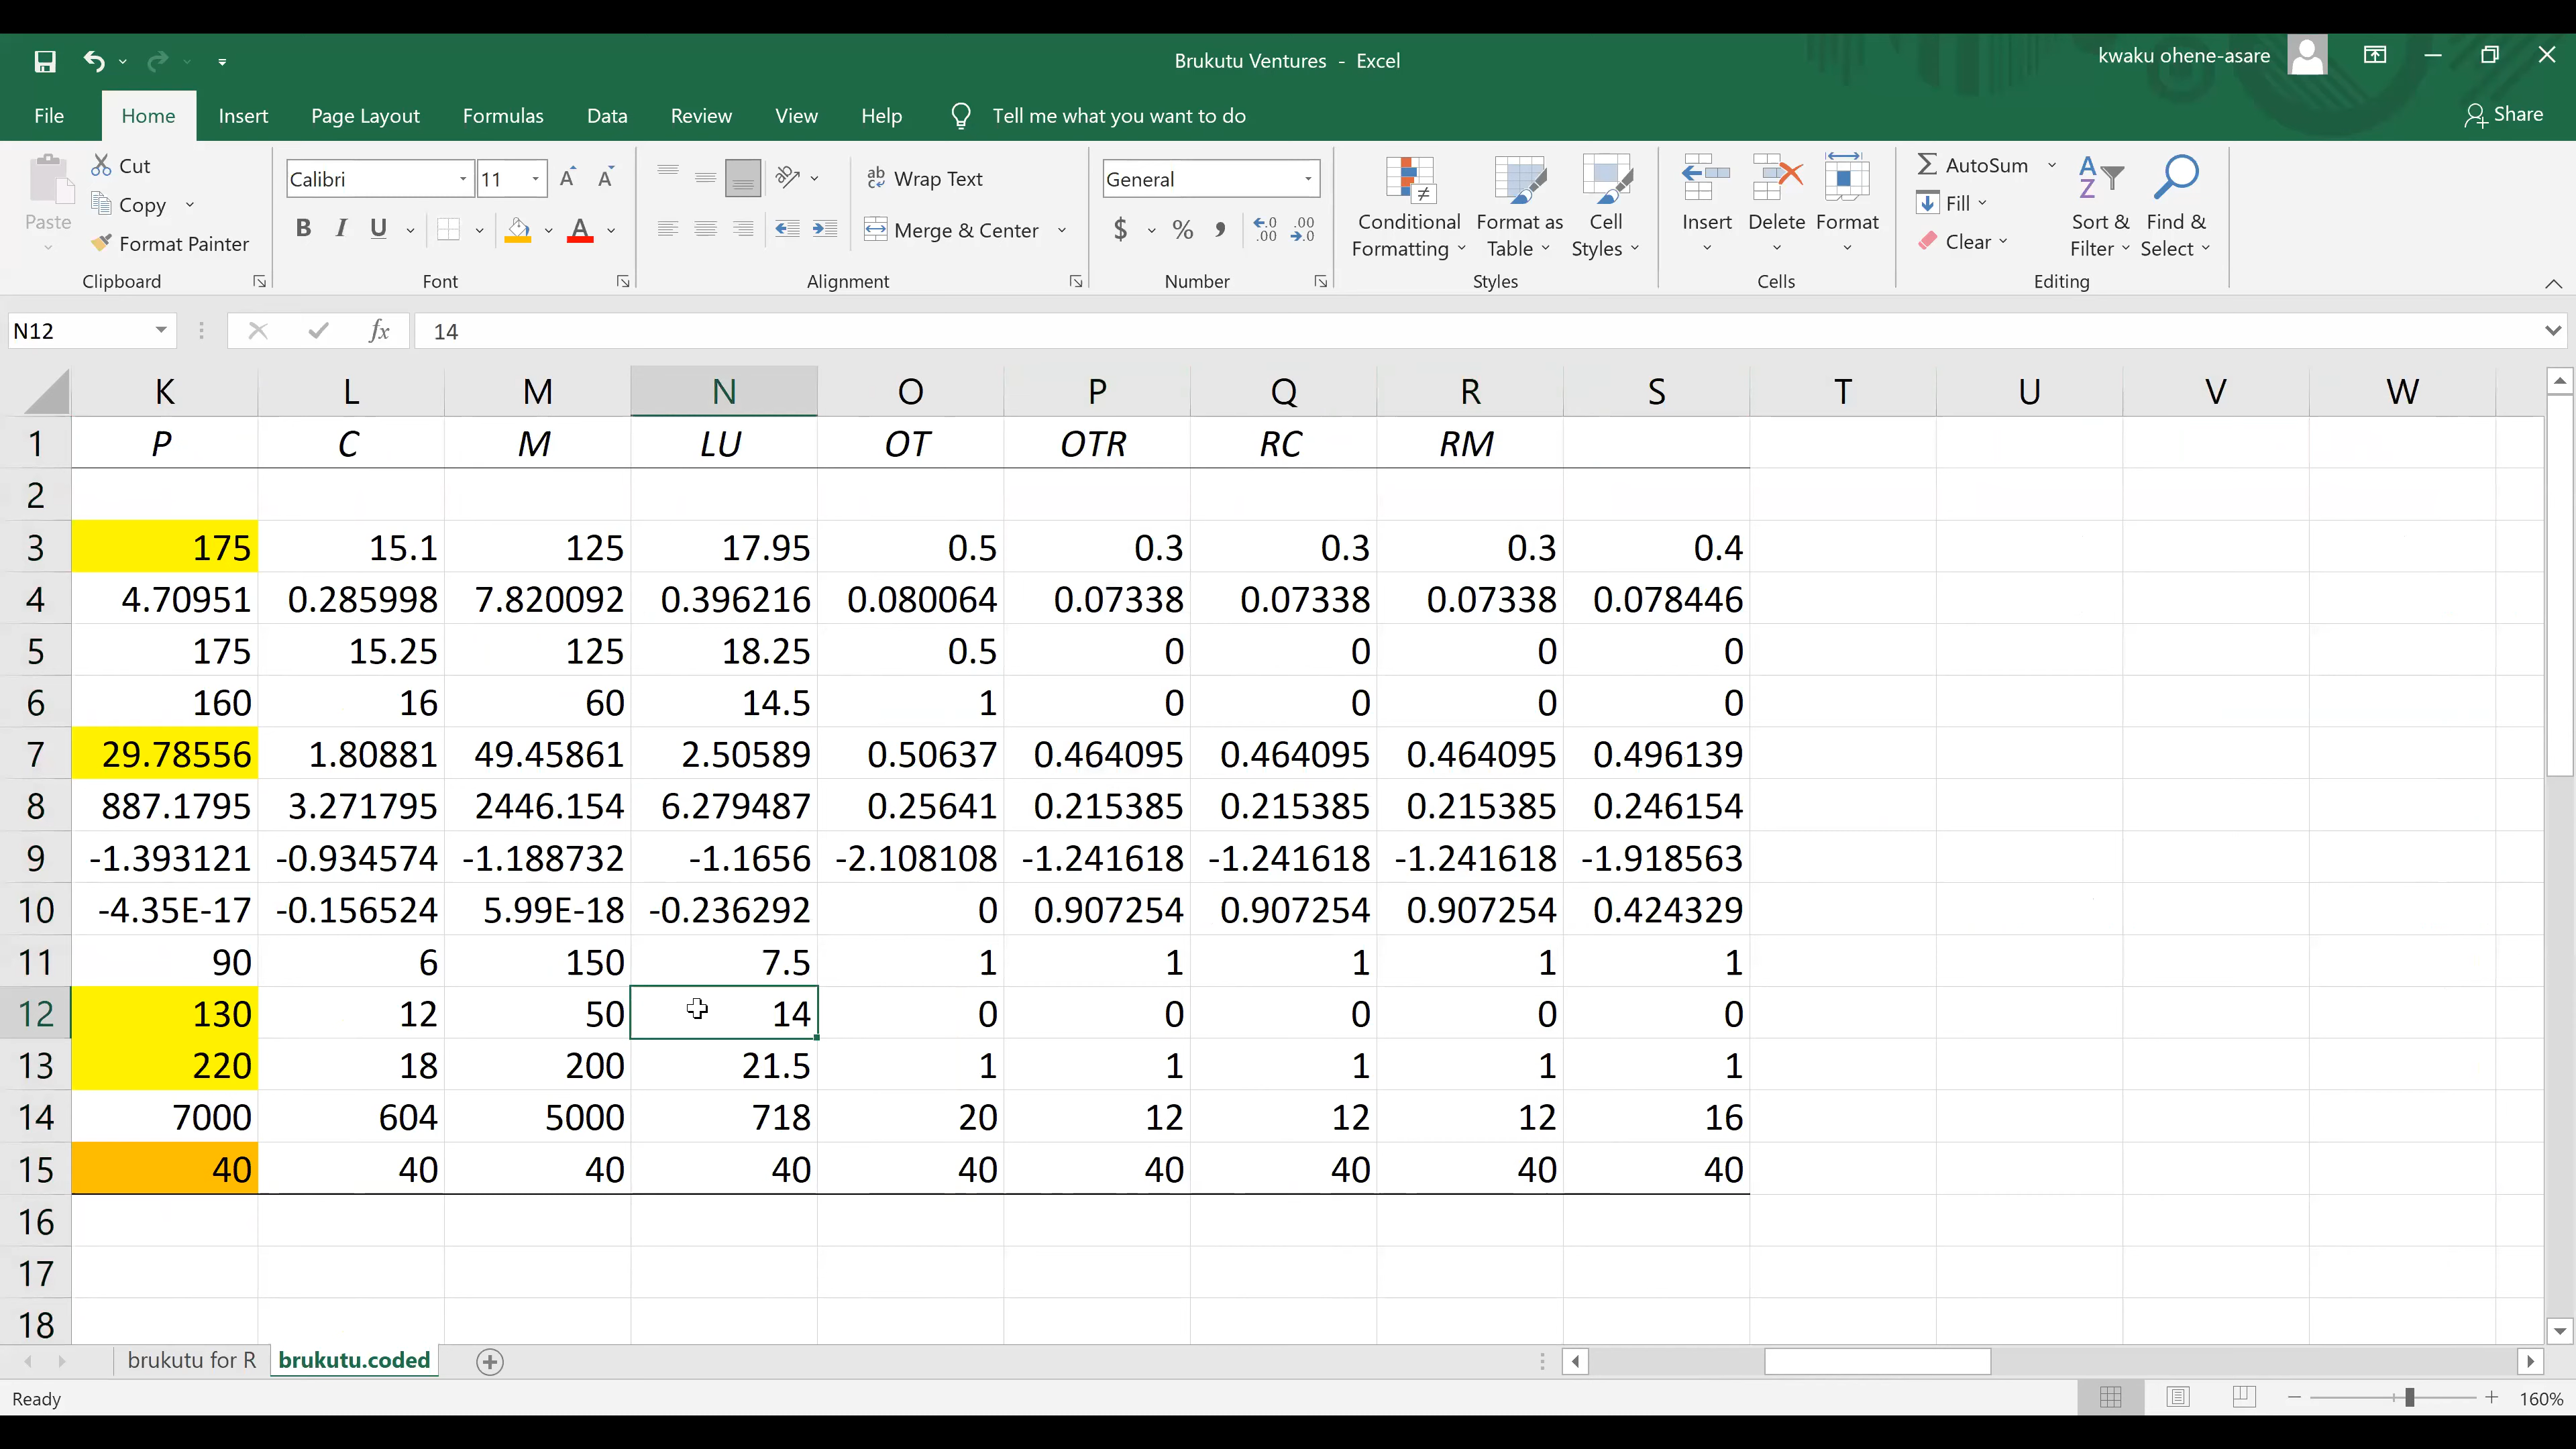 Brukutu Ventures - Excel
kwaku ohene-asare
File Home Insert Page Layout Formulas Data Review View Help Tell me what you want to do Share
Paste Cut Copy Format Painter Clipboard
Calibri 11 B I U A Font
ab Wrap Text Merge & Center Alignment
General $ % , .00 .0 Number
Conditional Formatting Format as Table Cell Styles Styles
Insert Delete Format Cells
AutoSum Fill Clear Sort & Filter Find & Select Editing
N12 fx 14
K L M N O P Q R S T U V W
1 P C M LU OT OTR RC RM
2
3 175 15.1 125 17.95 0.5 0.3 0.3 0.3 0.4
4 4.70951 0.285998 7.820092 0.396216 0.080064 0.07338 0.07338 0.07338 0.078446
5 175 15.25 125 18.25 0.5 0 0 0 0
6 160 16 60 14.5 1 0 0 0 0
7 29.78556 1.80881 49.45861 2.50589 0.50637 0.464095 0.464095 0.464095 0.496139
8 887.1795 3.271795 2446.154 6.279487 0.25641 0.215385 0.215385 0.215385 0.246154
9 -1.393121 -0.934574 -1.188732 -1.1656 -2.108108 -1.241618 -1.241618 -1.241618 -1.918563
10 -4.35E-17 -0.156524 5.99E-18 -0.236292 0 0.907254 0.907254 0.907254 0.424329
11 90 6 150 7.5 1 1 1 1 1
12 130 12 50 14 0 0 0 0 0
13 220 18 200 21.5 1 1 1 1 1
14 7000 604 5000 718 20 12 12 12 16
15 40 40 40 40 40 40 40 40 40
16
17
18
brukutu for R brukutu.coded
Ready 160%